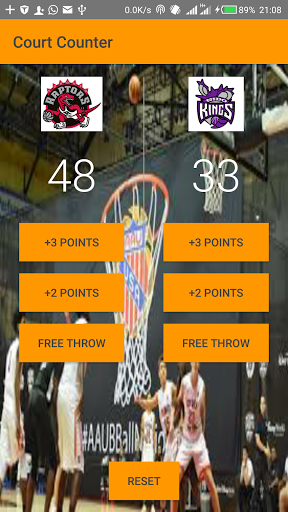 0.0K/s 89% 21:08
Court Counter
RAPTORS
KINGS
48 33
+3 POINTS +3 POINTS
+2 POINTS +2 POINTS
FREE THROW FREE THROW
RESET